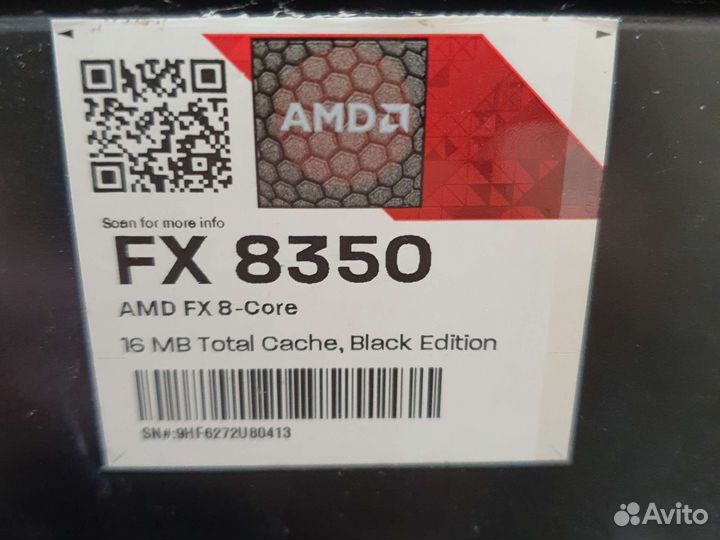 AMD
Scan for more info
FX 8350
AMD FX 8-Core
16 MB Total Cache, Black Edition
SN#:9HF6272U80413
Avito